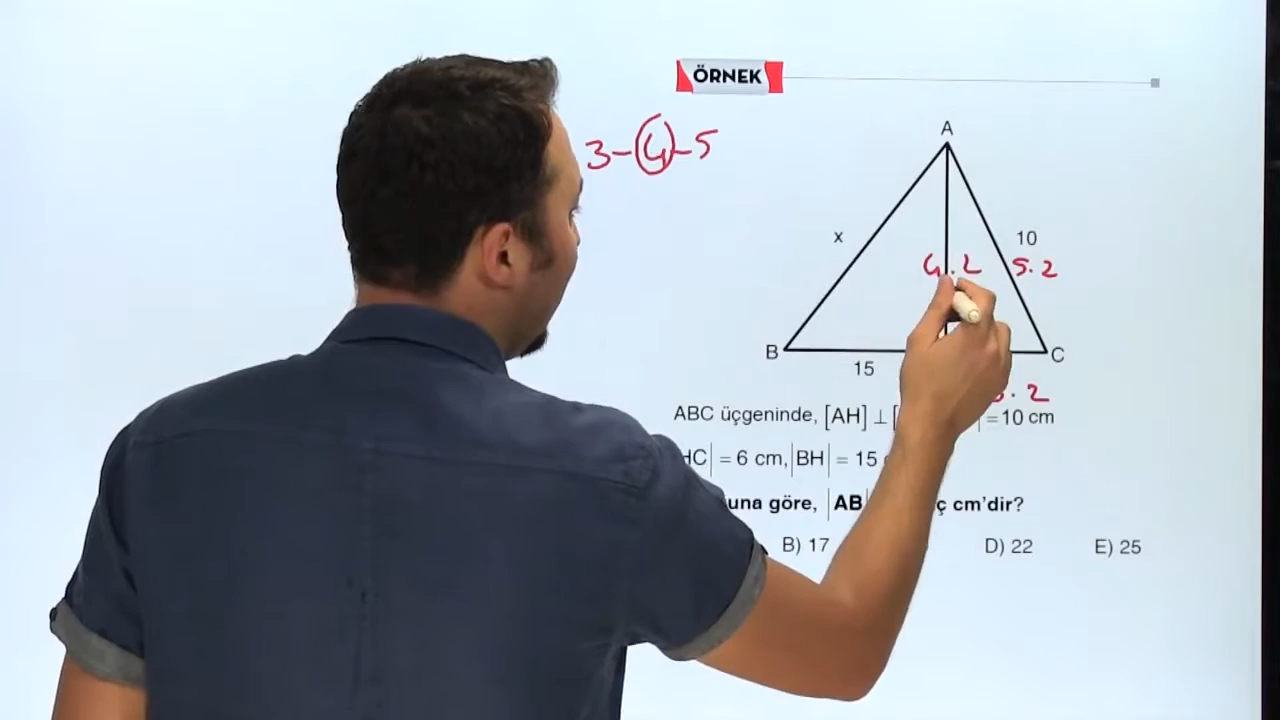 ÖRNEK
3-4-5
A
x
10
4.2
5.2
B
C
15
. 2
ABC üçgeninde, [AH] ⊥ [ | = 10 cm
HC| = 6 cm, |BH| = 15
una göre, |AB| ç cm'dir?
B) 17 D) 22 E) 25